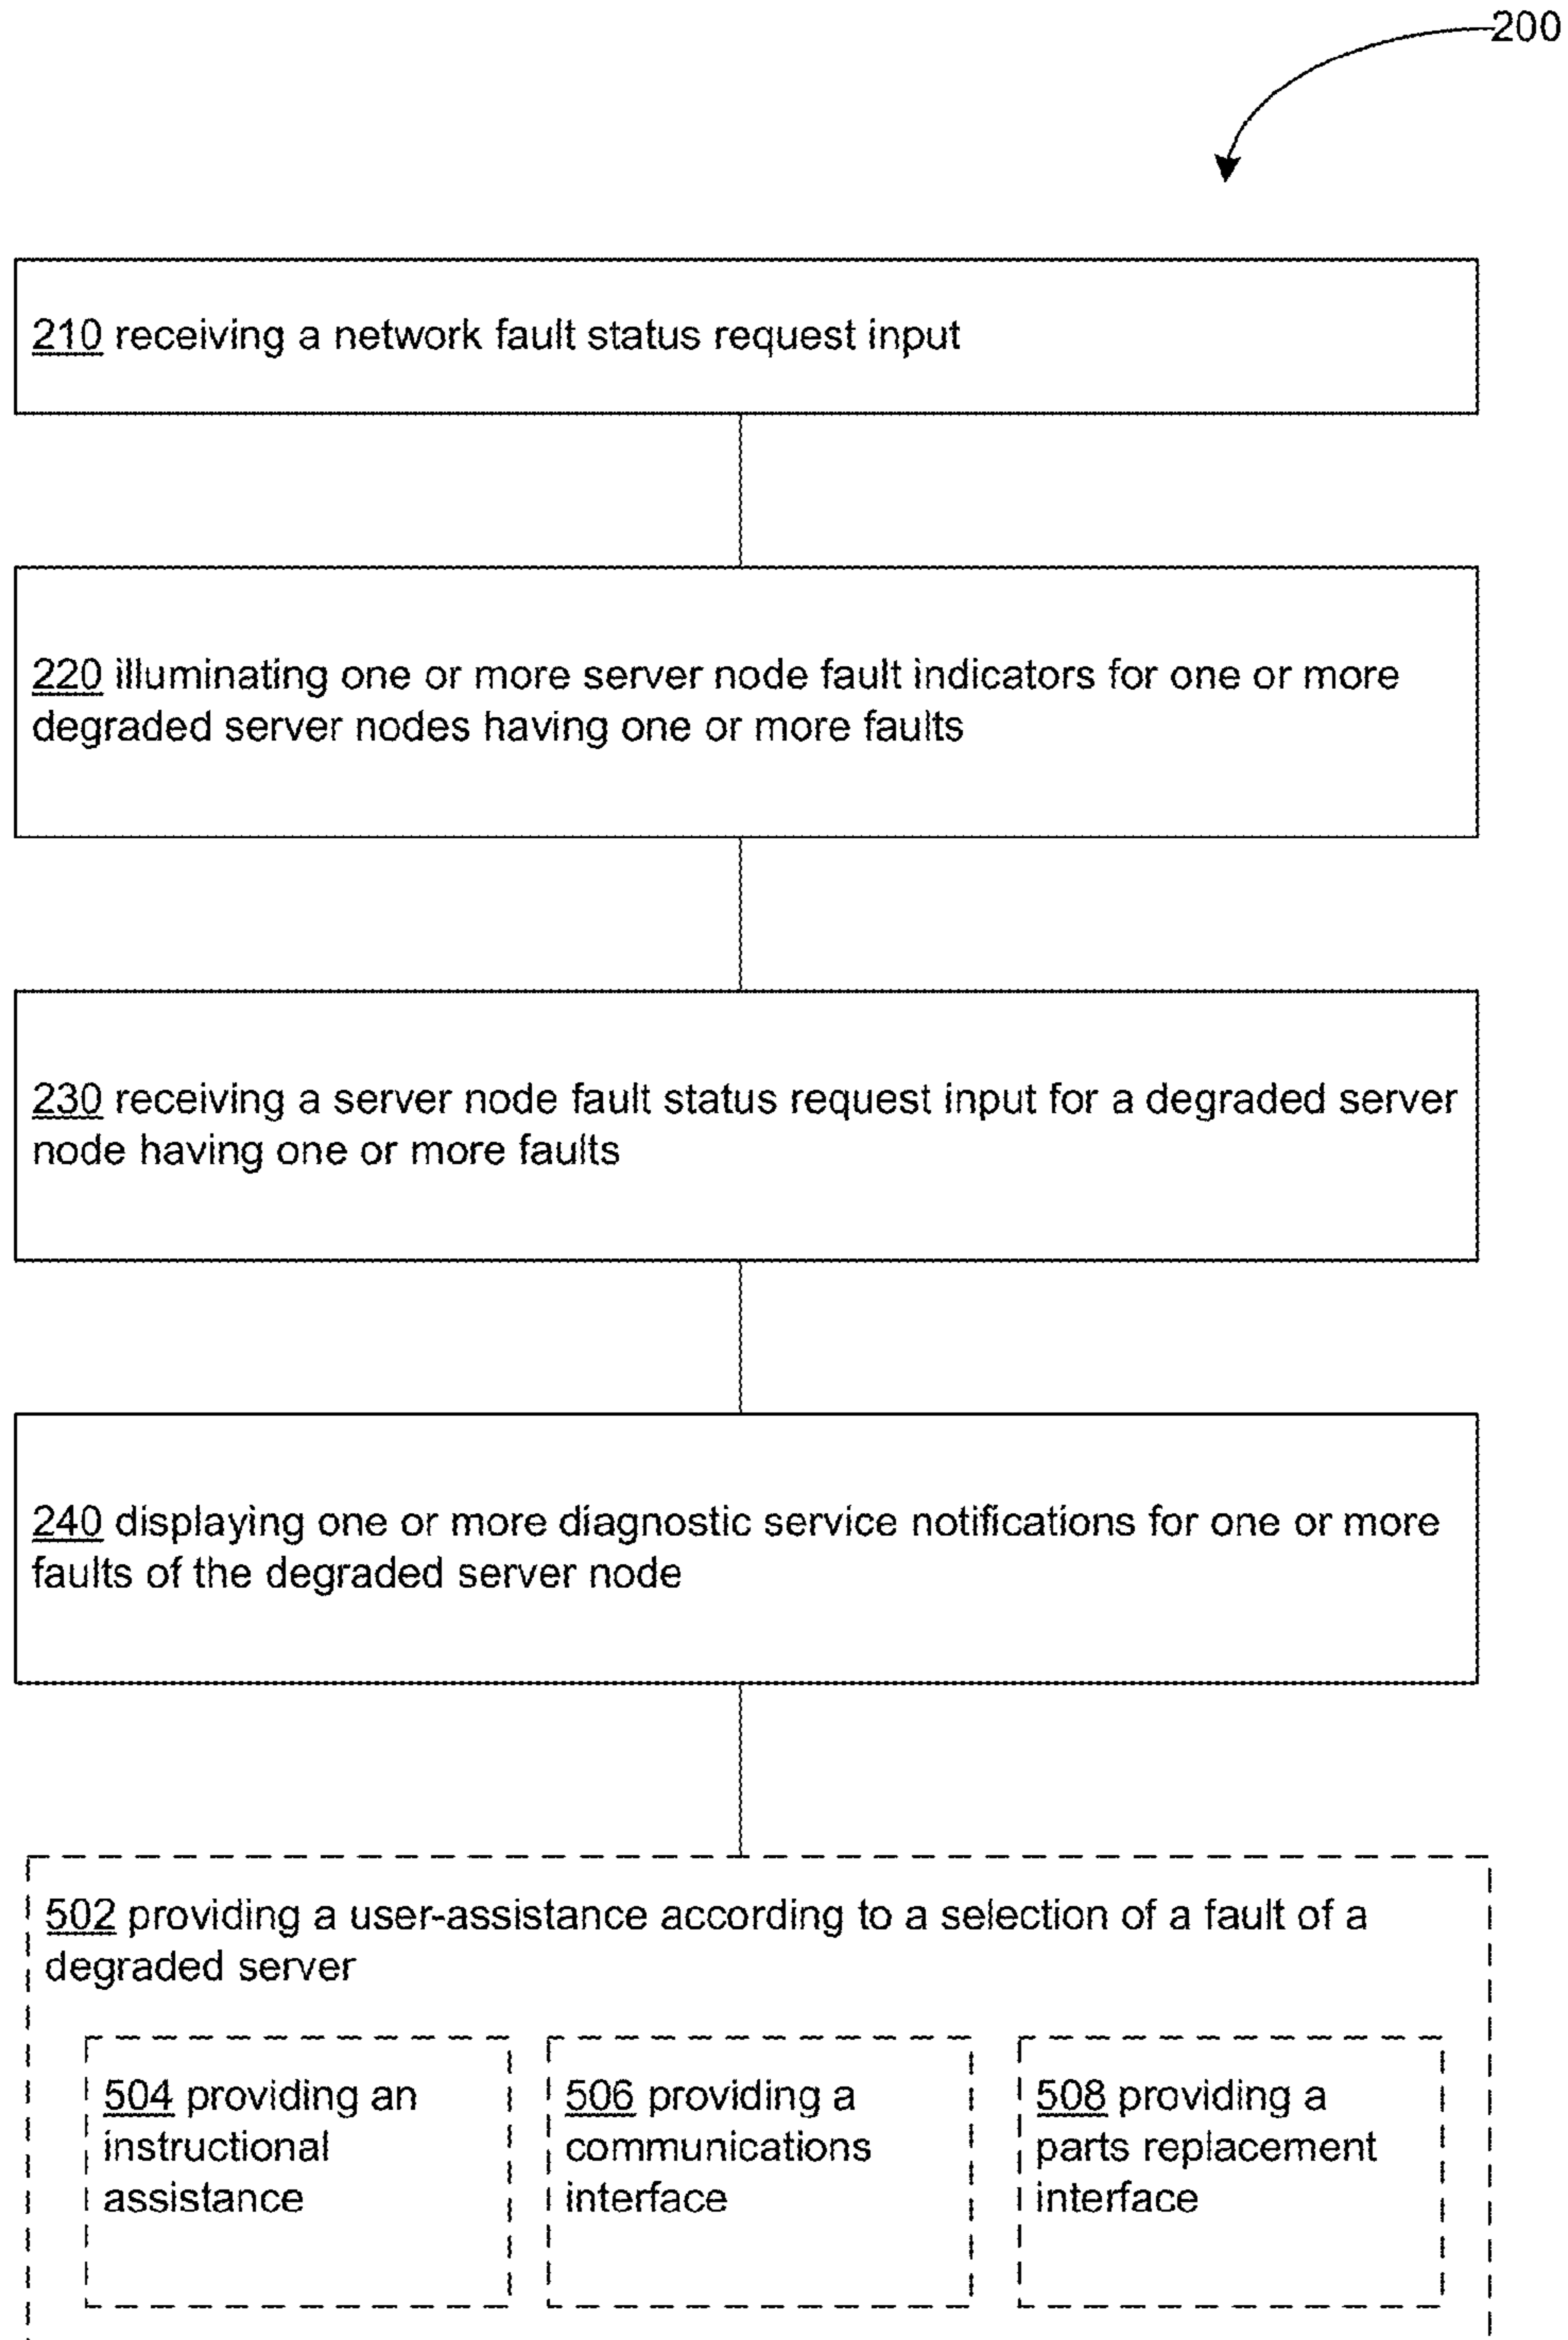 200
210 receiving a network fault status request input
220 illuminating one or more server node fault indicators for one or more
degraded server nodes having one or more faults
230 receiving a server node fault status request input for a degraded server
node having one or more faults
240 displaying one or more diagnostic service notifications for one or more
faults of the degraded server node
502 providing a user-assistance according to a selection of a fault of a
degraded server
504 providing an
instructional
assistance
506 providing a
communications
interface
508 providing a
parts replacement
interface